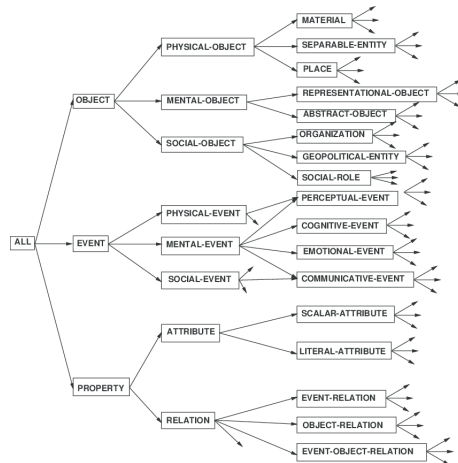 ALL
OBJECT
PHYSICAL-OBJECT
MATERIAL
SEPARABLE-ENTITY
PLACE
MENTAL-OBJECT
REPRESENTATIONAL-OBJECT
ABSTRACT-OBJECT
SOCIAL-OBJECT
ORGANIZATION
GEOPOLITICAL-ENTITY
SOCIAL-ROLE
EVENT
PHYSICAL-EVENT
PERCEPTUAL-EVENT
MENTAL-EVENT
COGNITIVE-EVENT
EMOTIONAL-EVENT
SOCIAL-EVENT
COMMUNICATIVE-EVENT
PROPERTY
ATTRIBUTE
SCALAR-ATTRIBUTE
LITERAL-ATTRIBUTE
RELATION
EVENT-RELATION
OBJECT-RELATION
EVENT-OBJECT-RELATION